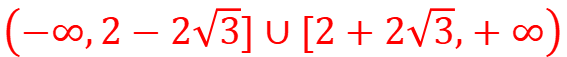 (−∞, 2 − 2√3] ∪ [2 + 2√3, + ∞)